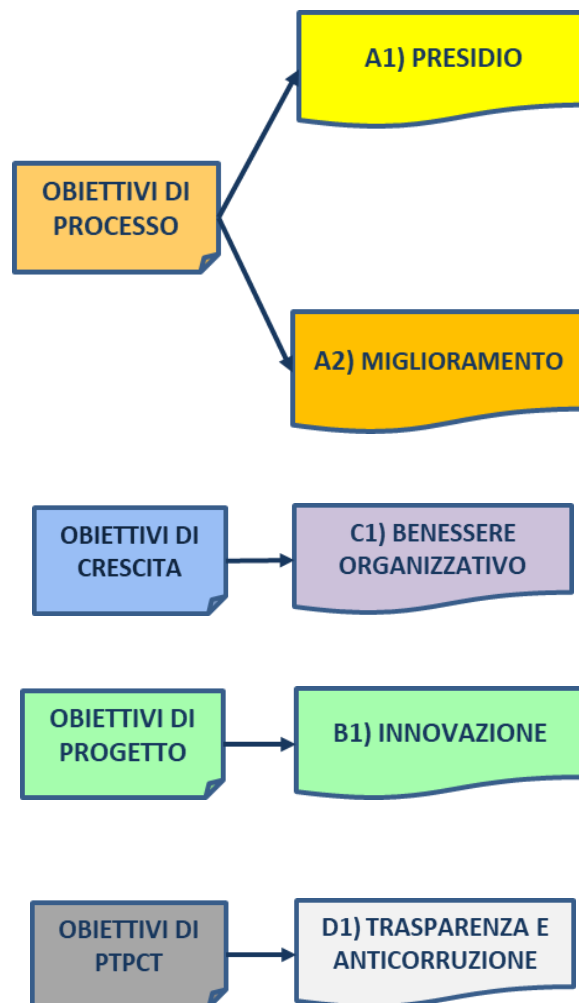 A1) PRESIDIO
OBIETTIVI DI
PROCESSO
A2) MIGLIORAMENTO
OBIETTIVI DI
CRESCITA
C1) BENESSERE
ORGANIZZATIVO
OBIETTIVI DI
PROGETTO
B1) INNOVAZIONE
OBIETTIVI DI
PTPCT
D1) TRASPARENZA E
ANTICORRUZIONE